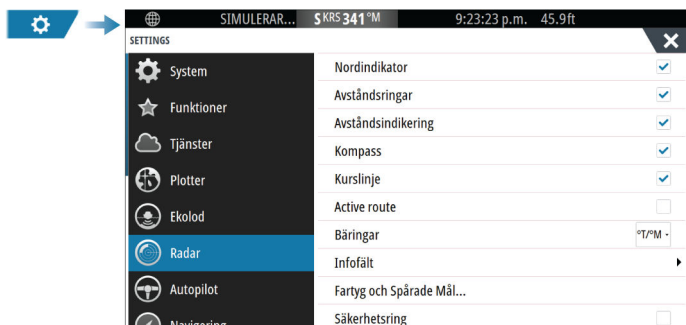 SIMULERAR... S KRS 341 °M 9:23:23 p.m. 45.9ft
SETTINGS
System
Funktioner
Tjänster
Plotter
Ekolod
Radar
Autopilot
Navigering
Nordindikator
Avståndsringar
Avståndsindikering
Kompass
Kurslinje
Active route
Bäringar °T/°M
Infofält
Fartyg och Spårade Mål...
Säkerhetsring